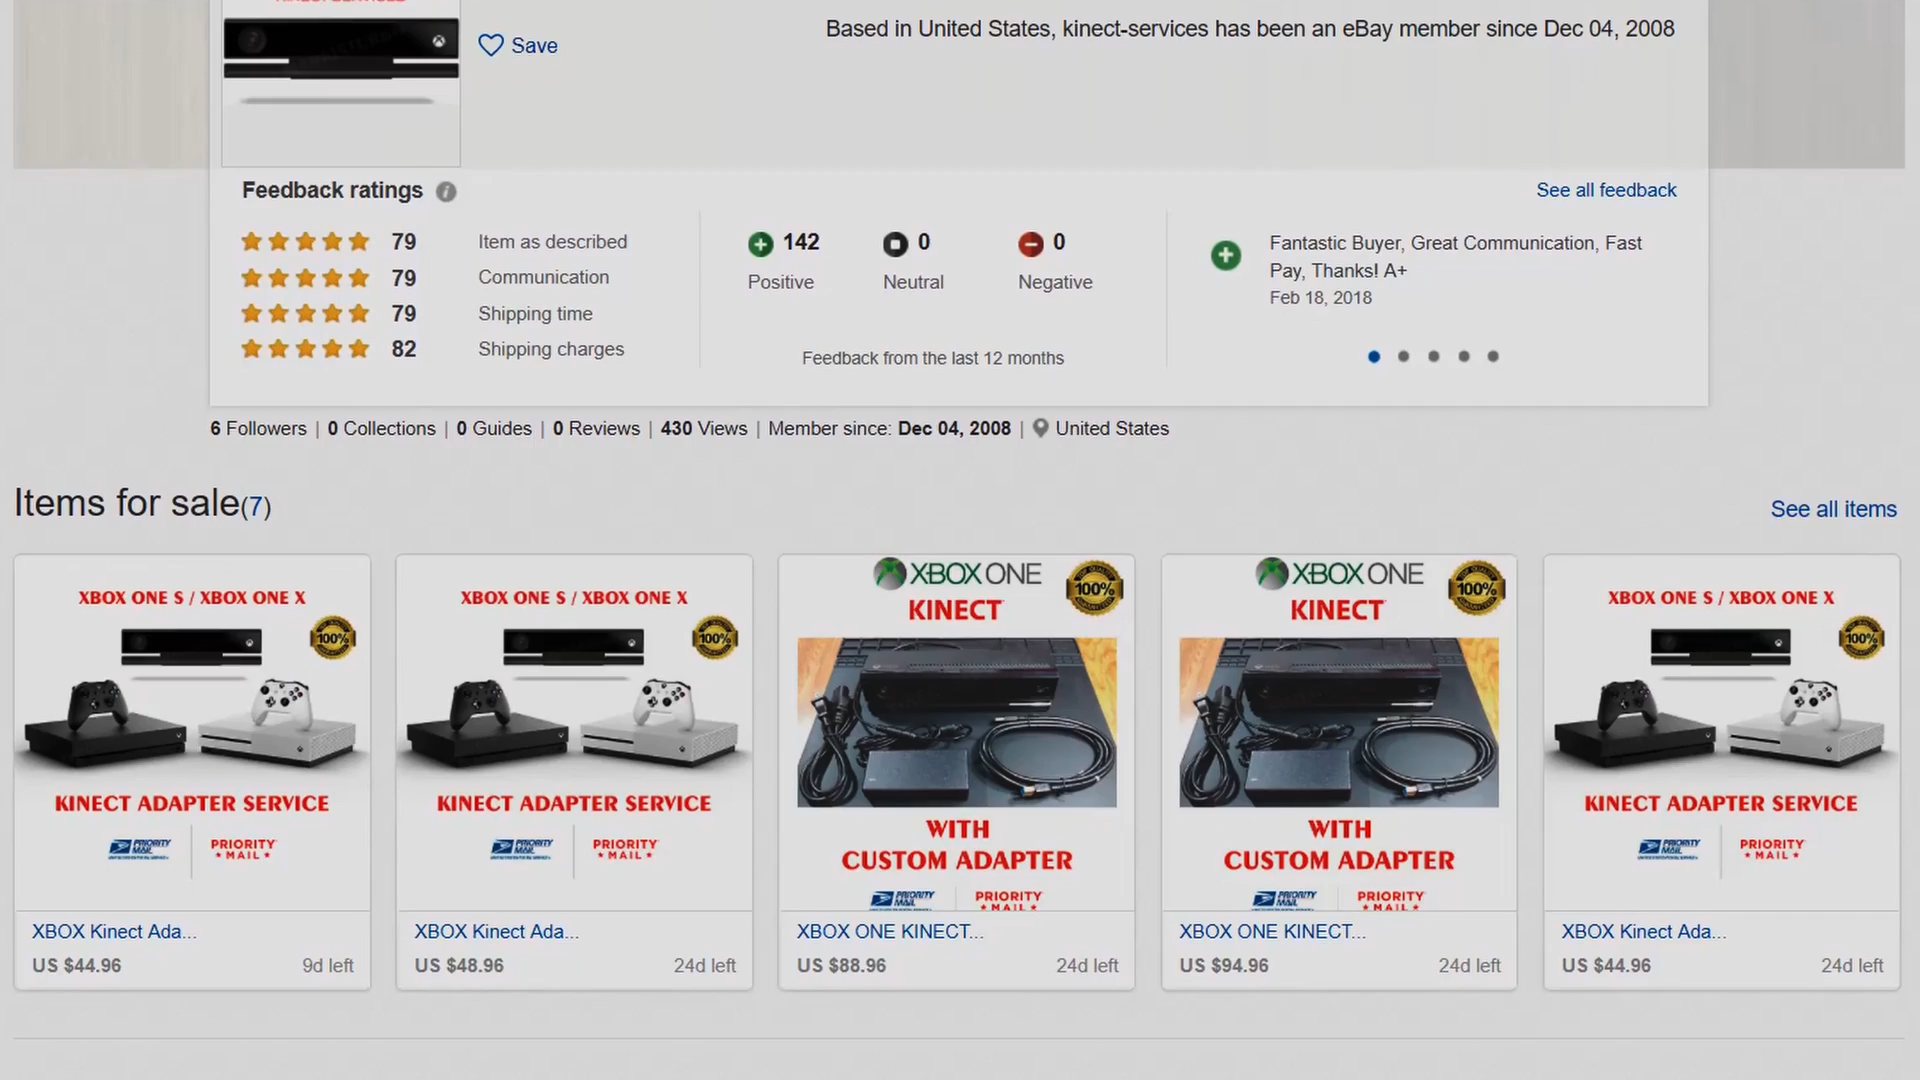 Save
Based in United States, kinect-services has been an eBay member since Dec 04, 2008
Feedback ratings
See all feedback
79 Item as described
79 Communication
79 Shipping time
82 Shipping charges
142 Positive
0 Neutral
0 Negative
Feedback from the last 12 months
Fantastic Buyer, Great Communication, Fast
Pay, Thanks! A+
Feb 18, 2018
6 Followers | 0 Collections | 0 Guides | 0 Reviews | 430 Views | Member since: Dec 04, 2008 | United States
Items for sale(7)
See all items
XBOX ONE S / XBOX ONE X
100%
KINECT ADAPTER SERVICE
PRIORITY MAIL
PRIORITY
MAIL
XBOX Kinect Ada...
US $44.96 9d left
XBOX ONE S / XBOX ONE X
100%
KINECT ADAPTER SERVICE
PRIORITY MAIL
PRIORITY
MAIL
XBOX Kinect Ada...
US $48.96 24d left
XBOX ONE
100%
KINECT
WITH
CUSTOM ADAPTER
PRIORITY MAIL
PRIORITY
MAIL
XBOX ONE KINECT...
US $88.96 24d left
XBOX ONE
100%
KINECT
WITH
CUSTOM ADAPTER
PRIORITY MAIL
PRIORITY
MAIL
XBOX ONE KINECT...
US $94.96 24d left
XBOX ONE S / XBOX ONE X
100%
KINECT ADAPTER SERVICE
PRIORITY MAIL
PRIORITY
MAIL
XBOX Kinect Ada...
US $44.96 24d left